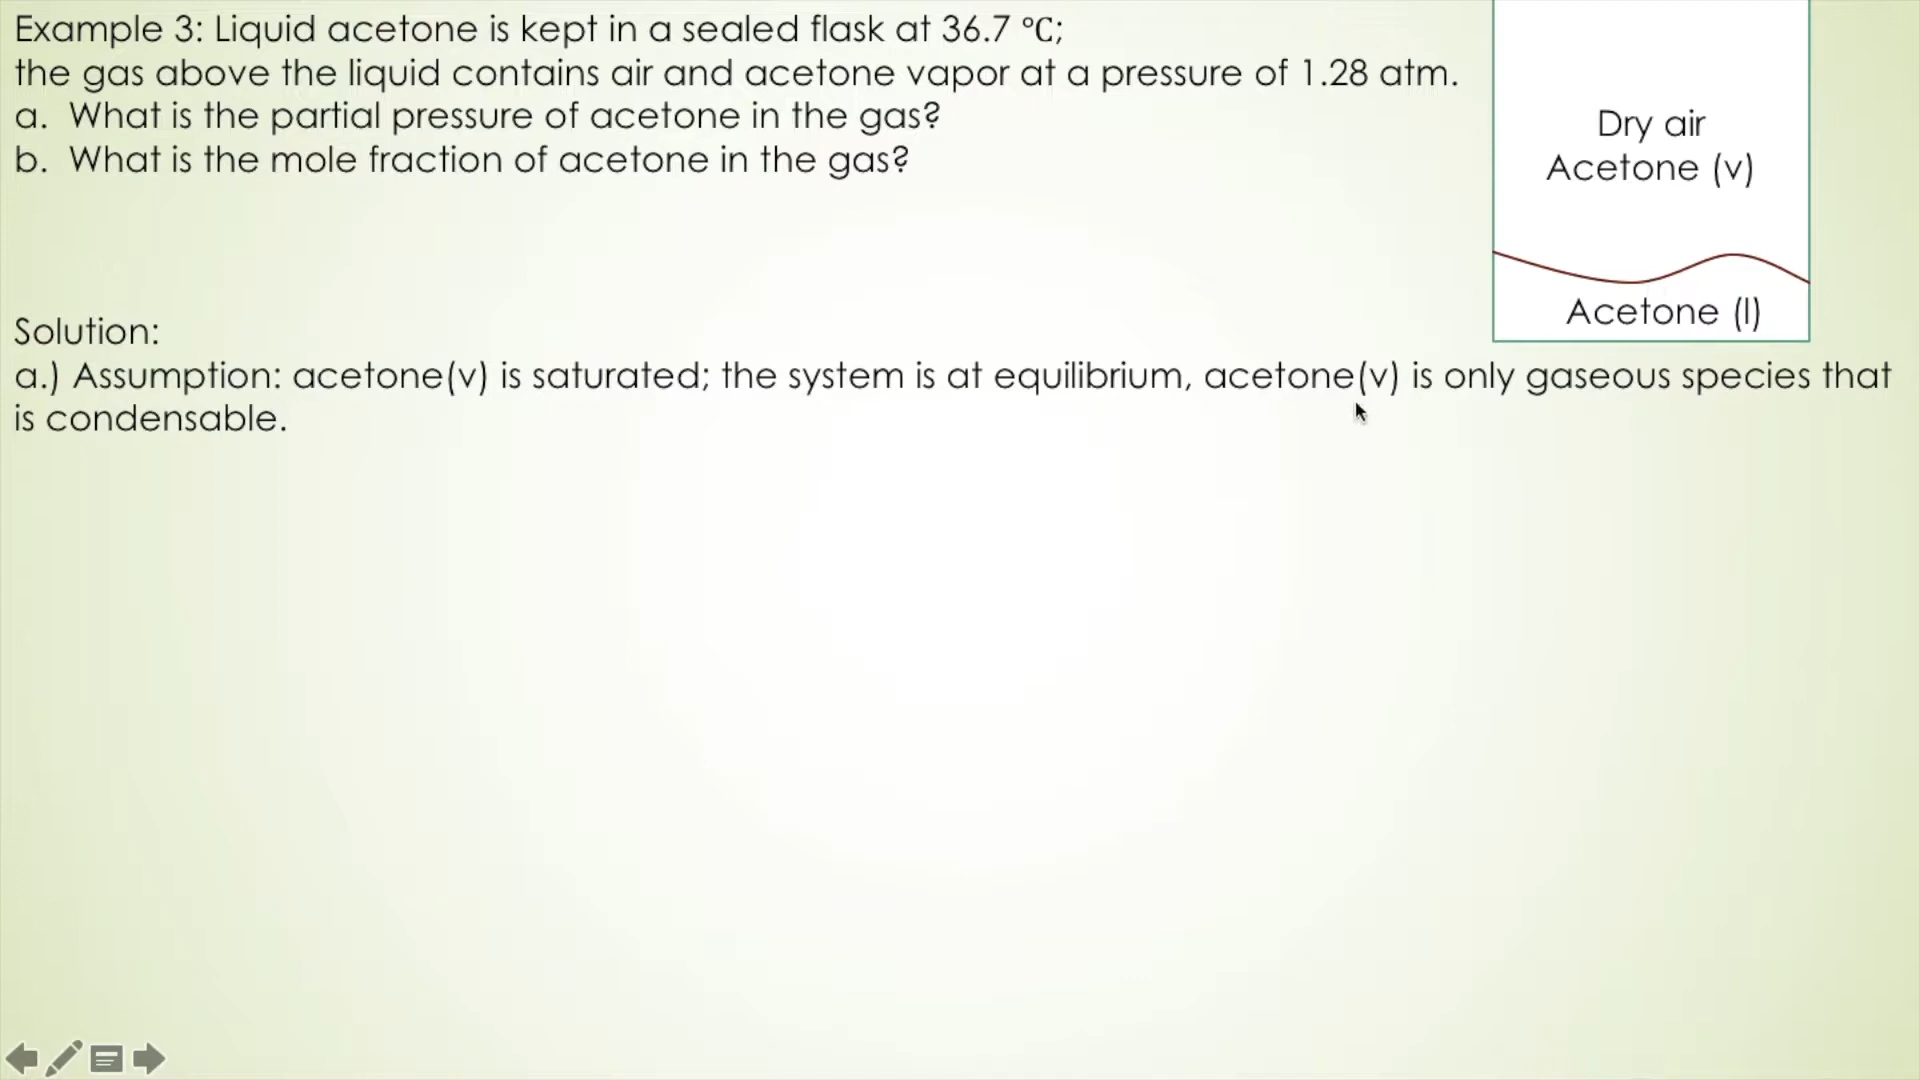 Example 3: Liquid acetone is kept in a sealed flask at 36.7 °C;
the gas above the liquid contains air and acetone vapor at a pressure of 1.28 atm.
a. What is the partial pressure of acetone in the gas?
b. What is the mole fraction of acetone in the gas?
Dry air
Acetone (v)
Acetone (l)
Solution:
a.) Assumption: acetone(v) is saturated; the system is at equilibrium, acetone(v) is only gaseous species that
is condensable.